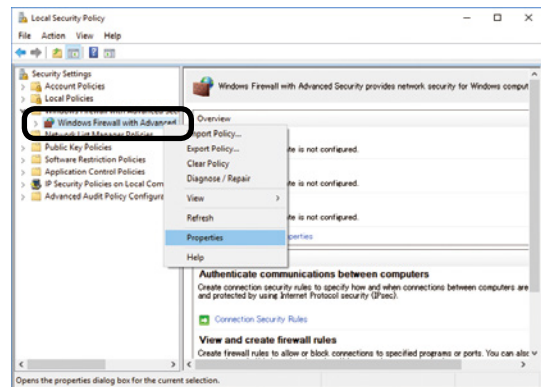 Local Security Policy
File Action View Help
Security Settings
Account Policies
Local Policies
Windows Firewall with Advanced Sec
Windows Firewall with Advanced
Network List Manager Policies
Public Key Policies
Software Restriction Policies
Application Control Policies
IP Security Policies on Local Com
Advanced Audit Policy Configura
Windows Firewall with Advanced Security provides network security for Windows comput
Overview
Import Policy...
Export Policy...
Clear Policy
Diagnose / Repair
View
Refresh
Properties
Help
te is not configured.
te is not configured.
te is not configured.
operties
Authenticate communications between computers
Create connection security rules to specify how and when connections between computers are
and protected by using Internet Protocol security (IPsec).
Connection Security Rules
View and create firewall rules
Create firewall rules to allow or block connections to specified programs or ports. You can also
Opens the properties dialog box for the current selection.